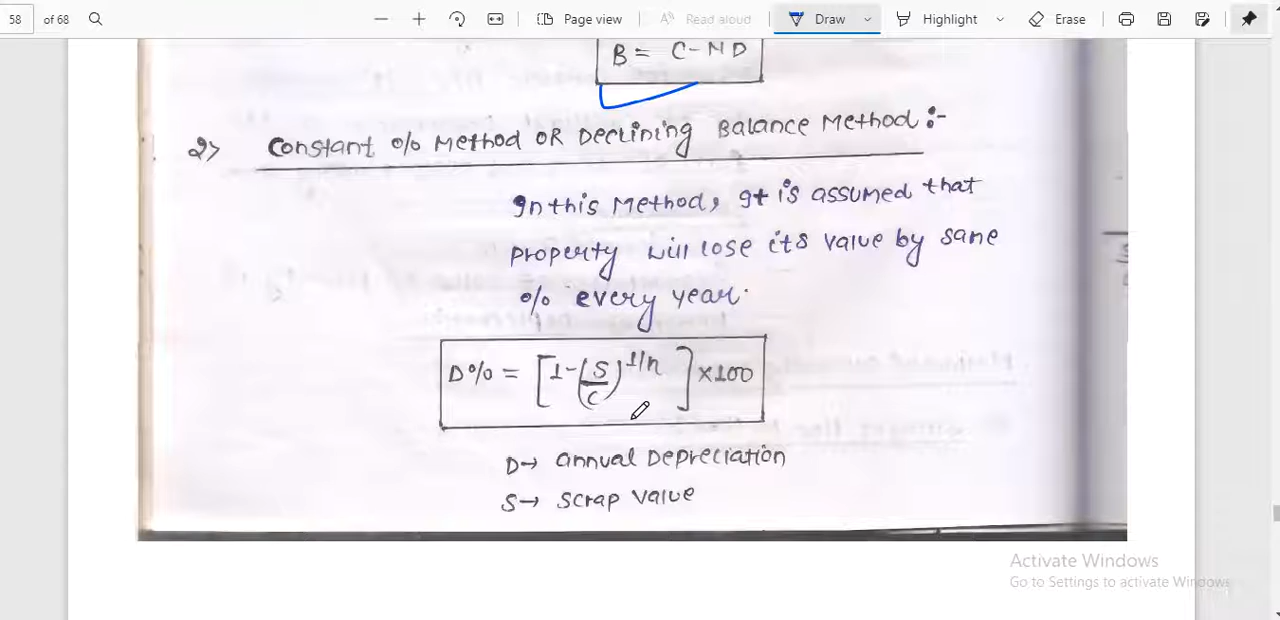 58 of 68 Page view Read aloud Draw Highlight Erase
B = C - ND
2> Constant % Method OR Declining Balance Method :-
In this Method, It is assumed that
property will lose its value by sane
% every year.
D% = [1-(S/C)^1/n] ×100
D→ Annual Depreciation
S→ Scrap Value
Activate Windows
Go to Settings to activate Windows